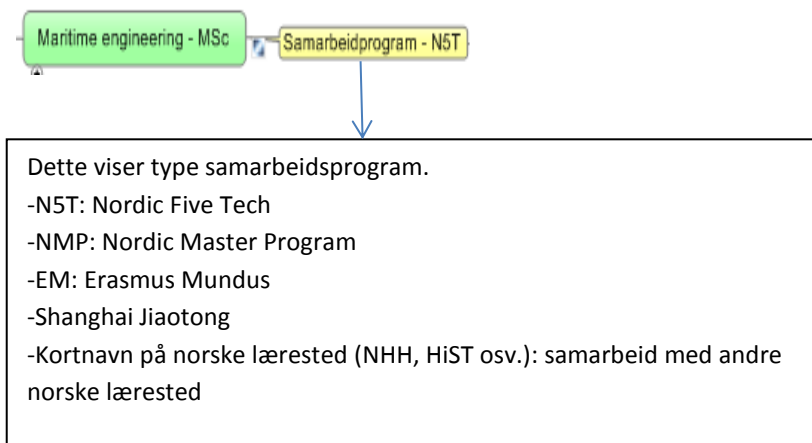 Maritime engineering - MSc
Samarbeidprogram - N5T
Dette viser type samarbeidsprogram.
-N5T: Nordic Five Tech
-NMP: Nordic Master Program
-EM: Erasmus Mundus
-Shanghai Jiaotong
-Kortnavn på norske lærested (NHH, HiST osv.): samarbeid med andre
norske lærested